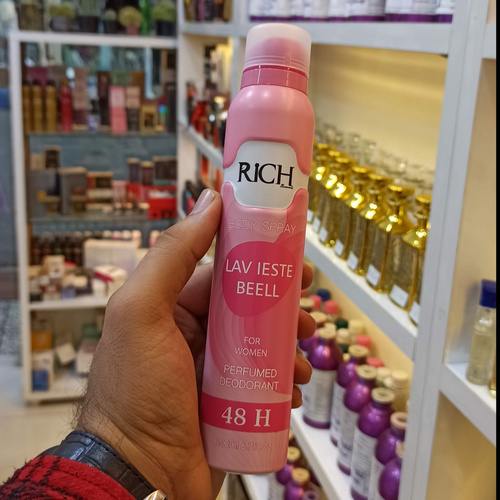 RiCH
BODY SPRAY
LAV IESTE
BEELL
FOR
WOMEN
PERFUMED
DEODORANT
48 H